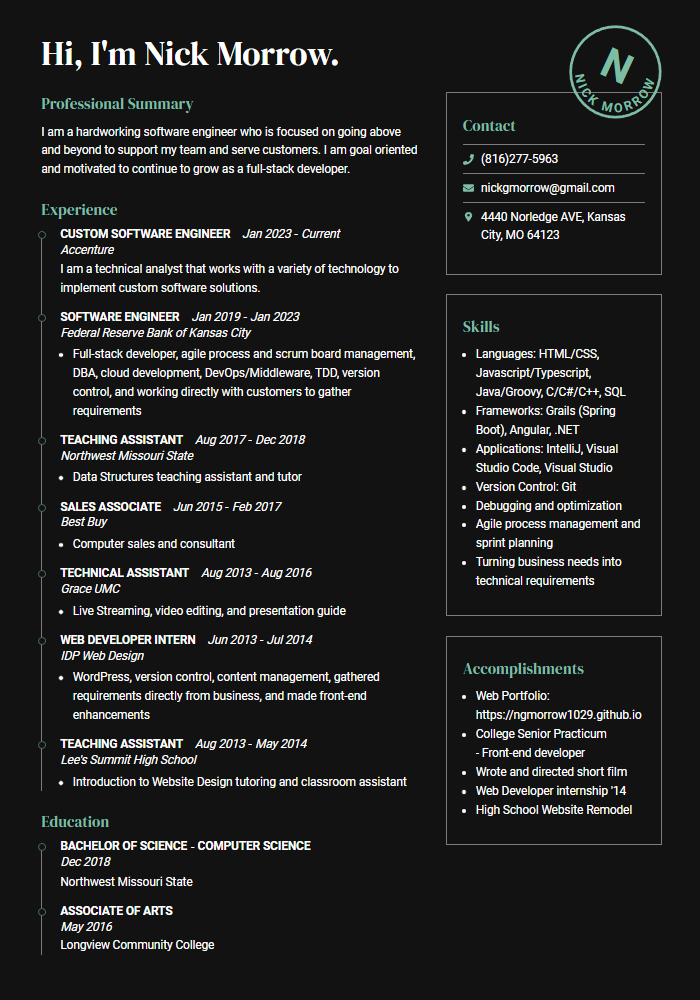 Hi, I'm Nick Morrow.
Professional Summary
I am a hardworking software engineer who is focused on going above
and beyond to support my team and serve customers. I am goal oriented
and motivated to continue to grow as a full-stack developer.
Experience
CUSTOM SOFTWARE ENGINEER Jan 2023 - Current
Accenture
I am a technical analyst that works with a variety of technology to
implement custom software solutions.
SOFTWARE ENGINEER Jan 2019 - Jan 2023
Federal Reserve Bank of Kansas City
• Full-stack developer, agile process and scrum board management,
DBA, cloud development, DevOps/Middleware, TDD, version
control, and working directly with customers to gather
requirements
TEACHING ASSISTANT Aug 2017 - Dec 2018
Northwest Missouri State
• Data Structures teaching assistant and tutor
SALES ASSOCIATE Jun 2015 - Feb 2017
Best Buy
• Computer sales and consultant
TECHNICAL ASSISTANT Aug 2013 - Aug 2016
Grace UMC
• Live Streaming, video editing, and presentation guide
WEB DEVELOPER INTERN Jun 2013 - Jul 2014
IDP Web Design
• WordPress, version control, content management, gathered
requirements directly from business, and made front-end
enhancements
TEACHING ASSISTANT Aug 2013 - May 2014
Lee's Summit High School
• Introduction to Website Design tutoring and classroom assistant
Education
BACHELOR OF SCIENCE - COMPUTER SCIENCE
Dec 2018
Northwest Missouri State
ASSOCIATE OF ARTS
May 2016
Longview Community College
N
NICK MORROW
Contact
(816)277-5963
nickgmorrow@gmail.com
4440 Norledge AVE, Kansas
City, MO 64123
Skills
• Languages: HTML/CSS,
Javascript/Typescript,
Java/Groovy, C/C#/C++, SQL
• Frameworks: Grails (Spring
Boot), Angular, .NET
• Applications: IntelliJ, Visual
Studio Code, Visual Studio
• Version Control: Git
• Debugging and optimization
• Agile process management and
sprint planning
• Turning business needs into
technical requirements
Accomplishments
• Web Portfolio:
https://ngmorrow1029.github.io
• College Senior Practicum
- Front-end developer
• Wrote and directed short film
• Web Developer internship '14
• High School Website Remodel